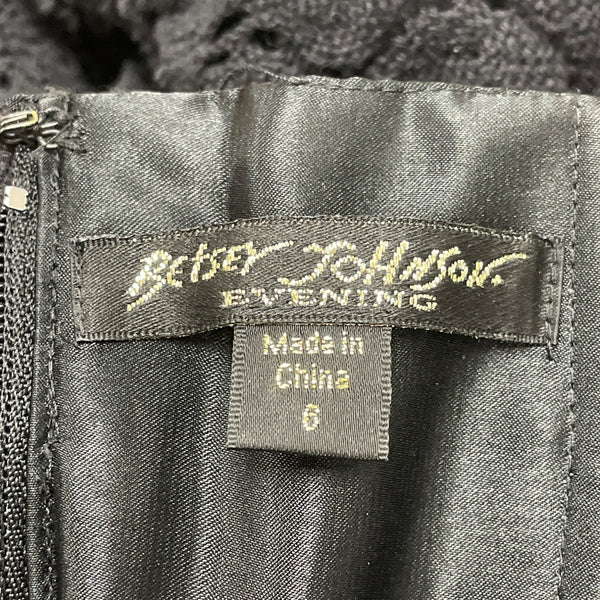 BETSEY JOHNSON.
EVENING
Made in
China
6